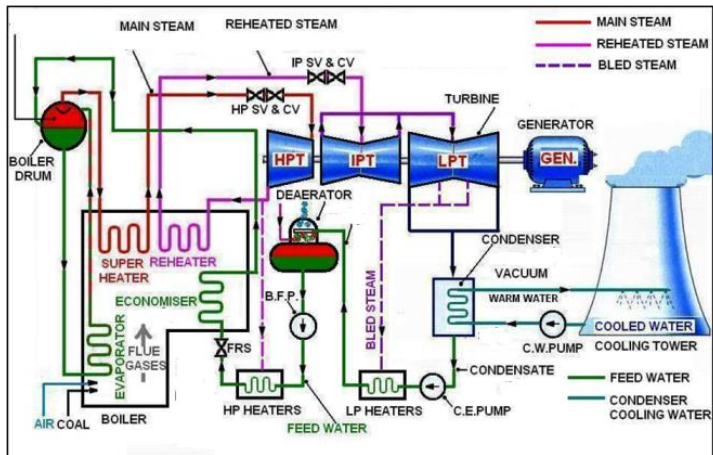 MAIN STEAM
REHEATED STEAM
IP SV & CV
HP SV & CV
MAIN STEAM
REHEATED STEAM
BLED STEAM
TURBINE
GENERATOR
BOILER
DRUM
HPT
IPT
LPT
GEN.
DEAERATOR
SUPER
HEATER
REHEATER
ECONOMISER
B.F.P.
BLED STEAM
CONDENSER
VACUUM
WARM WATER
COOLED WATER
C.W.PUMP
COOLING TOWER
EVAPORATOR
FLUE
GASES
FRS
CONDENSATE
AIR
COAL
BOILER
HP HEATERS
FEED WATER
LP HEATERS
C.E.PUMP
FEED WATER
CONDENSER
COOLING WATER